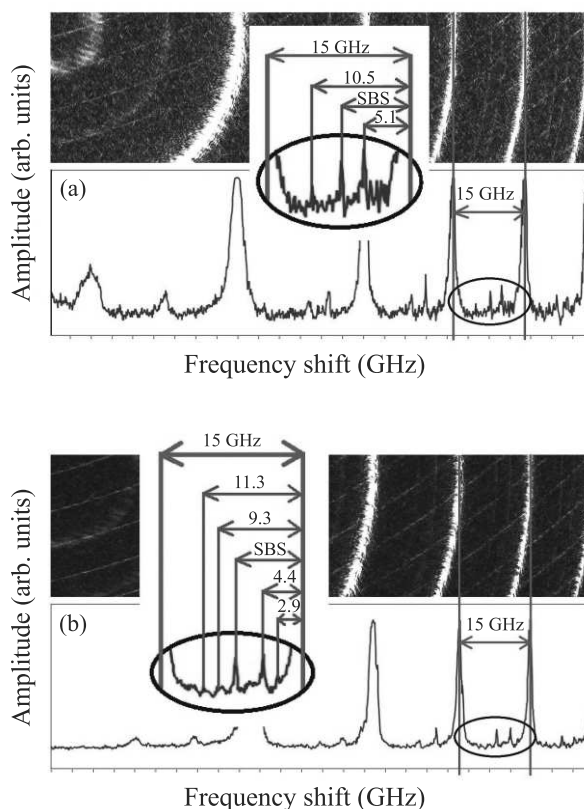 15 GHz
10.5
SBS
5.1
Amplitude (arb. units)
(a)
15 GHz
Frequency shift (GHz)
15 GHz
11.3
9.3
SBS
4.4
2.9
Amplitude (arb. units)
(b)
15 GHz
Frequency shift (GHz)